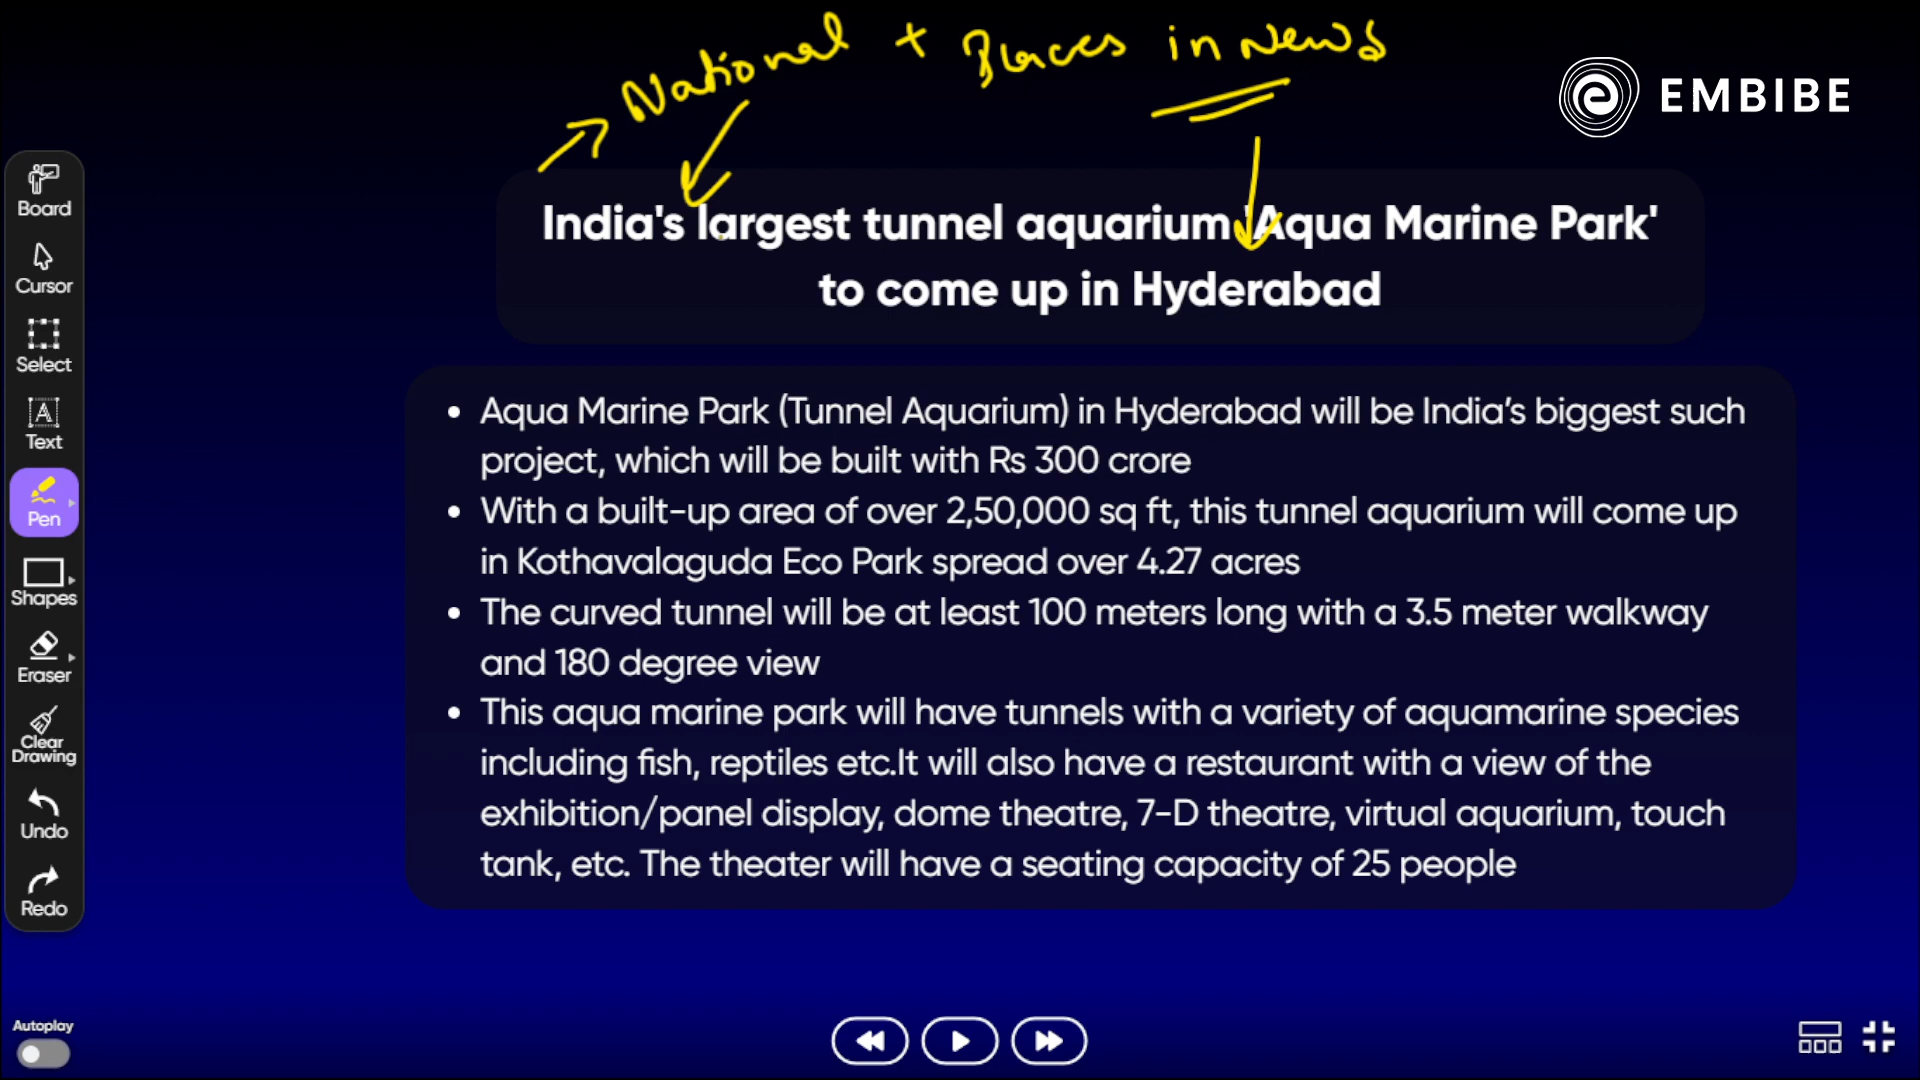 National + Places in News
EMBIBE
India's largest tunnel aquarium 'Aqua Marine Park'
to come up in Hyderabad
• Aqua Marine Park (Tunnel Aquarium) in Hyderabad will be India's biggest such
project, which will be built with Rs 300 crore
• With a built-up area of over 2,50,000 sq ft, this tunnel aquarium will come up
in Kothavalaguda Eco Park spread over 4.27 acres
• The curved tunnel will be at least 100 meters long with a 3.5 meter walkway
and 180 degree view
• This aqua marine park will have tunnels with a variety of aquamarine species
including fish, reptiles etc.It will also have a restaurant with a view of the
exhibition/panel display, dome theatre, 7-D theatre, virtual aquarium, touch
tank, etc. The theater will have a seating capacity of 25 people
Board
Cursor
Select
Text
Pen
Shapes
Eraser
Clear
Drawing
Undo
Redo
Autoplay